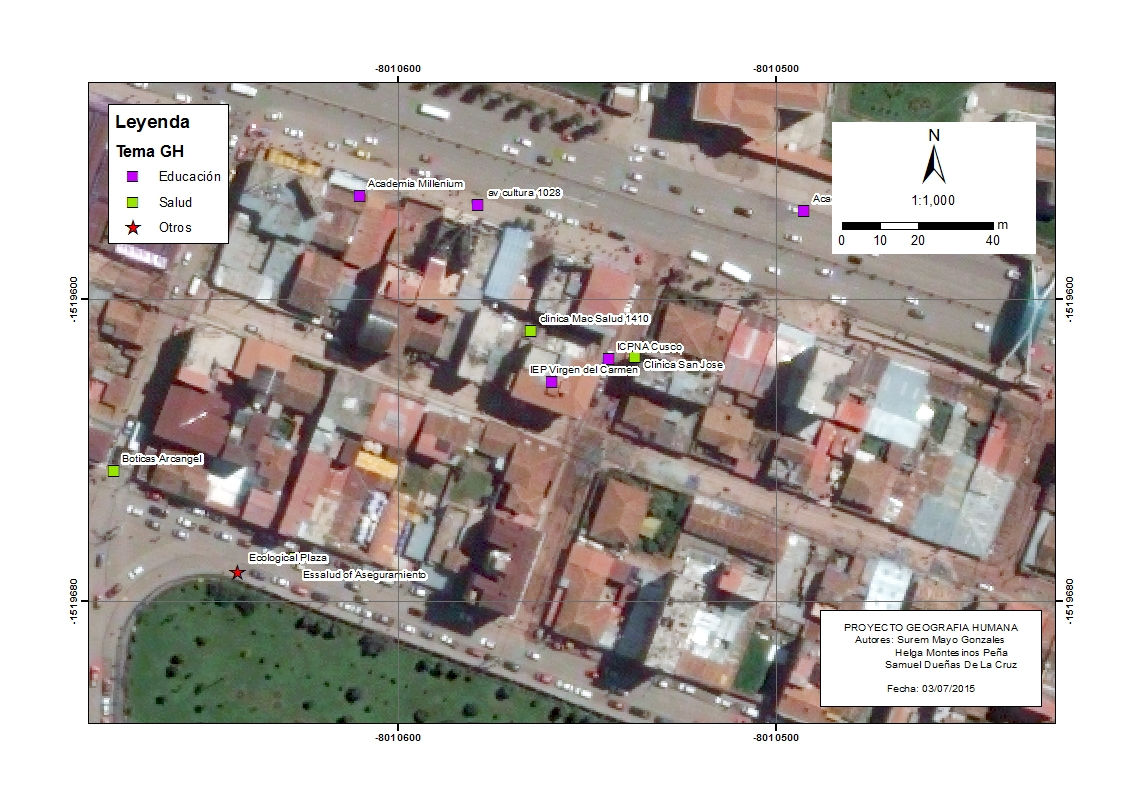 -8010600
-8010500
Leyenda
Tema GH
Educación
Salud
Otros
N
1:1,000
m
0 10 20 40
Academia Millenium
av cultura 1028
-1519600
-1519600
clinica Mac Salud 1410
ICPNA Cusco
Clinica San Jose
IEP Virgen del Carmen
Boticas Arcangel
Ecological Plaza
Essalud of Aseguramiento
-1519680
-1519680
PROYECTO GEOGRAFIA HUMANA
Autores: Surem Mayo Gonzales
Helga Montesinos Peña
Samuel Dueñas De La Cruz
Fecha: 03/07/2015
-8010600
-8010500